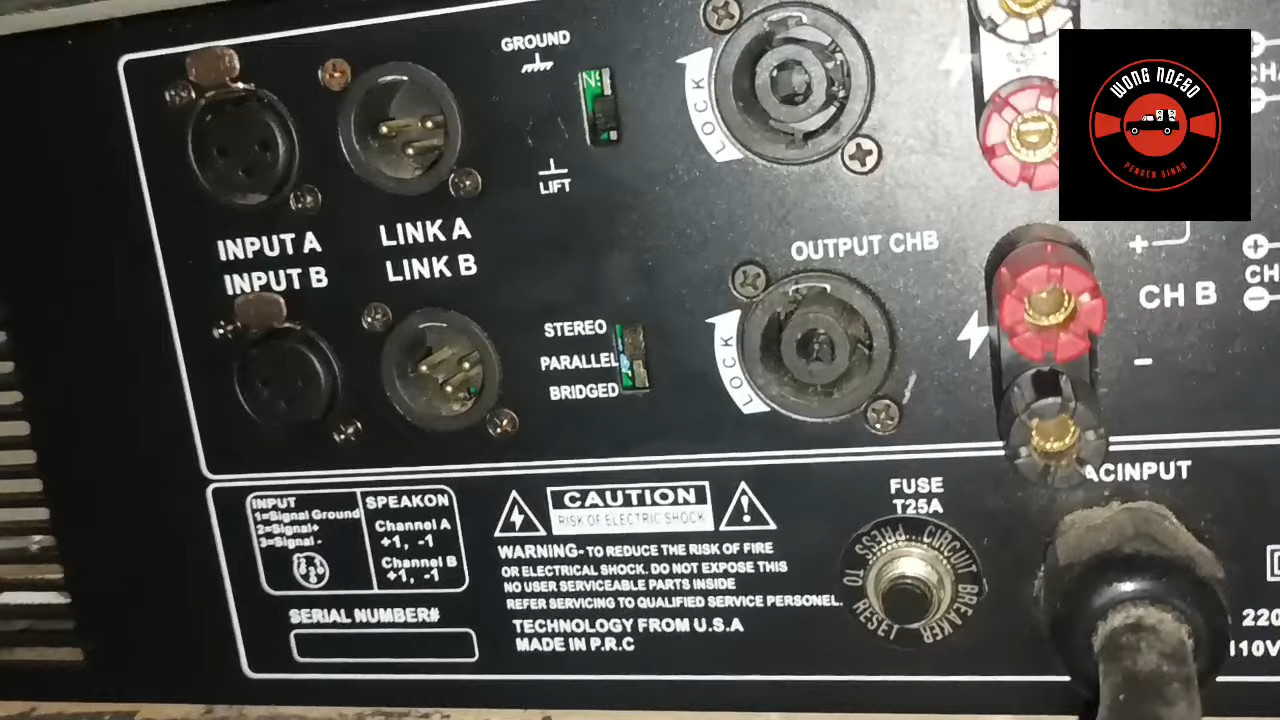 GROUND
LOCK
LIFT
WONG NDESO
PENGEN SINAU
INPUT A
LINK A
INPUT B
LINK B
OUTPUT CHB
+
CH B
-
STEREO
PARALLEL
BRIDGED
LOCK
ACINPUT
INPUT
1=Signal Ground
2=Signal+
3=Signal -
SPEAKON
Channel A
+1, -1
Channel B
+1, -1
CAUTION
RISK OF ELECTRIC SHOCK
WARNING- TO REDUCE THE RISK OF FIRE
OR ELECTRICAL SHOCK. DO NOT EXPOSE THIS
NO USER SERVICEABLE PARTS INSIDE
REFER SERVICING TO QUALIFIED SERVICE PERSONEL.
TECHNOLOGY FROM U.S.A
MADE IN P.R.C
SERIAL NUMBER#
FUSE
T25A
PRESS TO RESET
CIRCUIT BREAKER
220
110V